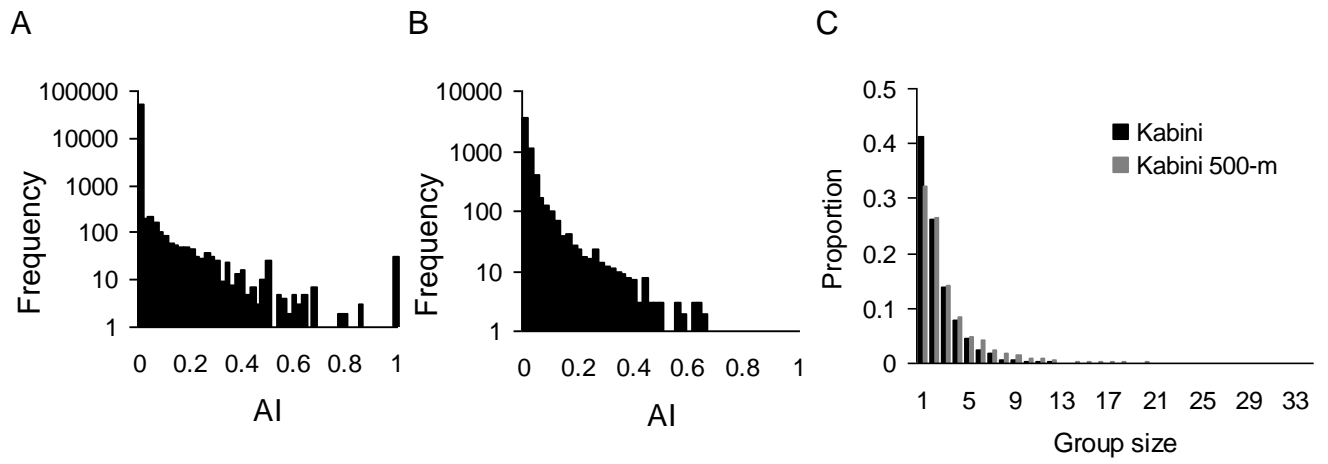 A
B
C
100000
10000
1000
100
10
1
0 0.2 0.4 0.6 0.8 1
Frequency
AI
10000
1000
100
10
1
0 0.2 0.4 0.6 0.8 1
Frequency
AI
0.5
0.4
0.3
0.2
0.1
0
1 5 9 13 17 21 25 29 33
Proportion
Group size
Kabini
Kabini 500-m